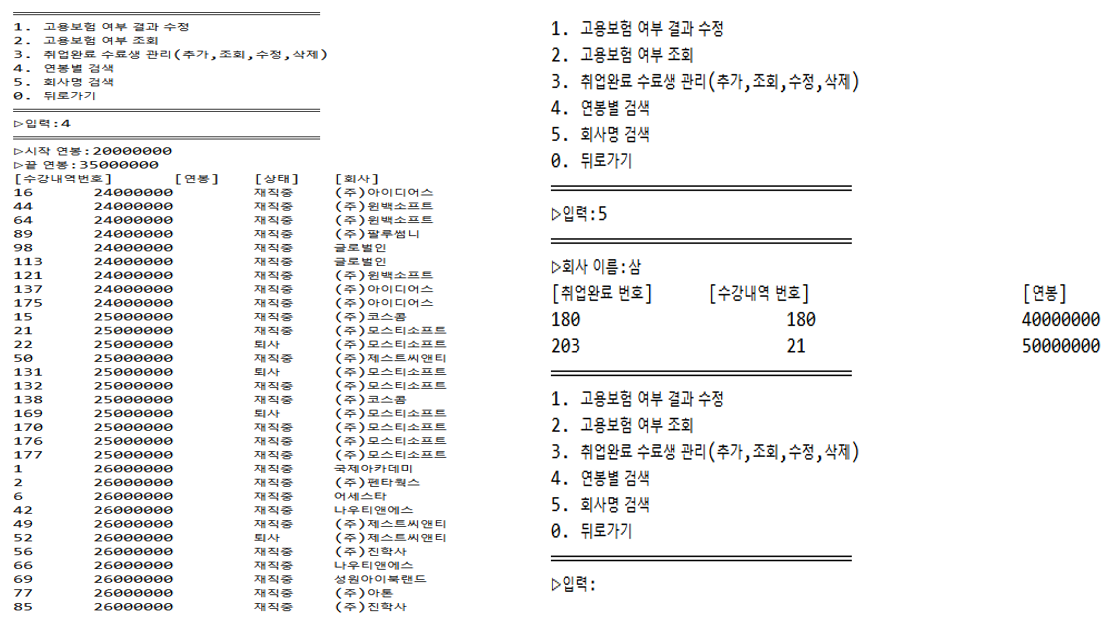 1. 고용보험 여부 결과 수정
2. 고용보험 여부 조회
3. 취업완료 수료생 관리(추가,조회,수정,삭제)
4. 연봉별 검색
5. 회사명 검색
0. 뒤로가기
▷입력:4
▷시작 연봉:20000000
▷끝 연봉:35000000
[수강내역번호] [연봉] [상태] [회사]
16 24000000 재직중 (주)아이디어스
44 24000000 재직중 (주)윈백소프트
64 24000000 재직중 (주)윈백소프트
89 24000000 재직중 (주)팔루썸니
98 24000000 재직중 글로벌인
113 24000000 재직중 글로벌인
121 24000000 재직중 (주)윈백소프트
137 24000000 재직중 (주)아이디어스
175 24000000 재직중 (주)아이디어스
15 25000000 재직중 (주)코스콤
21 25000000 재직중 (주)모스티소프트
22 25000000 퇴사 (주)모스티소프트
50 25000000 재직중 (주)제스트씨앤티
131 25000000 퇴사 (주)모스티소프트
132 25000000 재직중 (주)모스티소프트
138 25000000 재직중 (주)코스콤
169 25000000 퇴사 (주)모스티소프트
170 25000000 재직중 (주)모스티소프트
176 25000000 재직중 (주)모스티소프트
177 25000000 재직중 (주)모스티소프트
1 26000000 재직중 국제아카데미
2 26000000 재직중 (주)펜타웍스
6 26000000 재직중 어세스타
42 26000000 재직중 나우티앤에스
49 26000000 재직중 (주)제스트씨앤티
52 26000000 퇴사 (주)제스트씨앤티
56 26000000 재직중 (주)진학사
66 26000000 재직중 나우티앤에스
69 26000000 재직중 성원아이북랜드
77 26000000 재직중 (주)아톤
85 26000000 재직중 (주)진학사
1. 고용보험 여부 결과 수정
2. 고용보험 여부 조회
3. 취업완료 수료생 관리(추가,조회,수정,삭제)
4. 연봉별 검색
5. 회사명 검색
0. 뒤로가기
▷입력:5
▷회사 이름:삼
[취업완료 번호] [수강내역 번호] [연봉]
180 180 40000000
203 21 50000000
1. 고용보험 여부 결과 수정
2. 고용보험 여부 조회
3. 취업완료 수료생 관리(추가,조회,수정,삭제)
4. 연봉별 검색
5. 회사명 검색
0. 뒤로가기
▷입력: